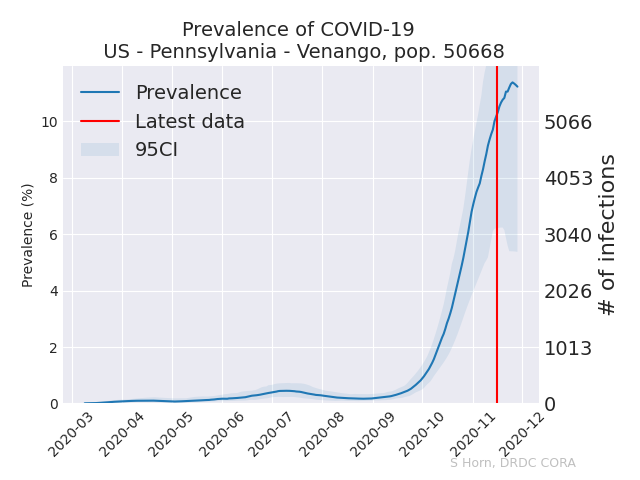 Prevalence of COVID-19
US - Pennsylvania - Venango, pop. 50668
Prevalence
Latest data
95CI
Prevalence (%)
10
8
6
4
2
0
5066
4053
3040
2026
1013
0
# of infections
2020-03
2020-04
2020-05
2020-06
2020-07
2020-08
2020-09
2020-10
2020-11
2020-12
S Horn, DRDC CORA